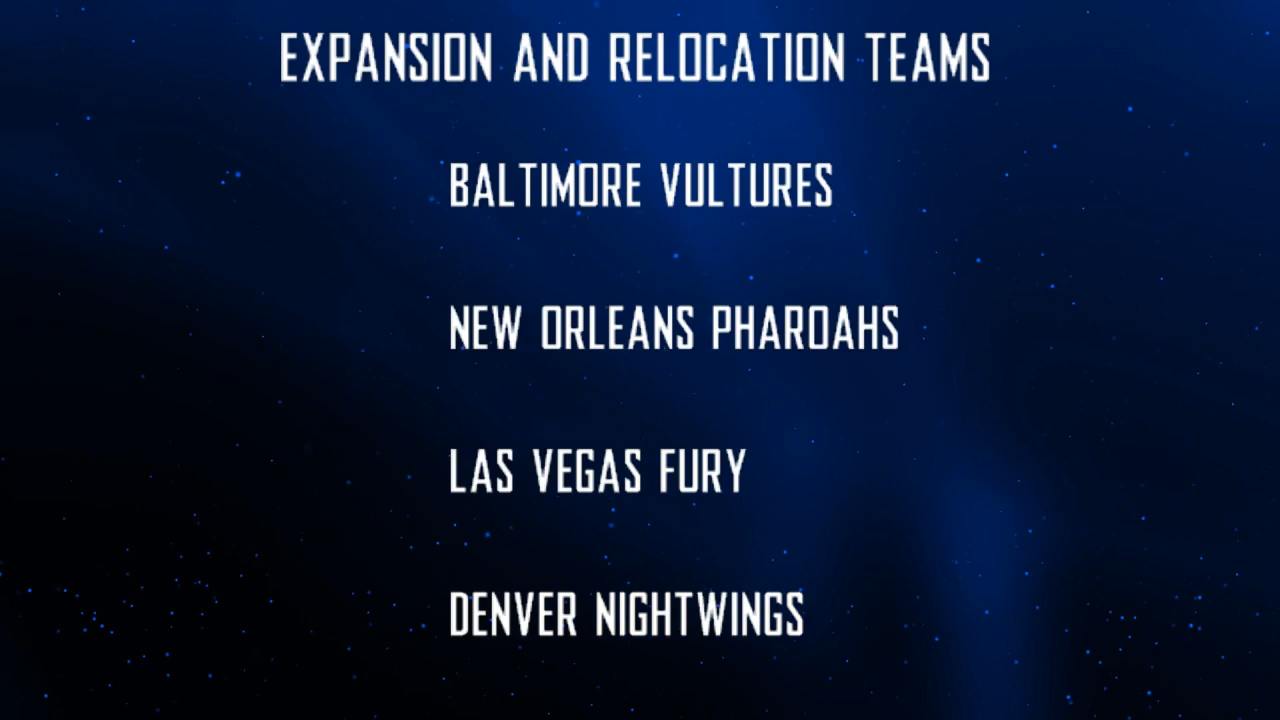 EXPANSION AND RELOCATION TEAMS
BALTIMORE VULTURES
NEW ORLEANS PHAROAHS
LAS VEGAS FURY
DENVER NIGHTWINGS